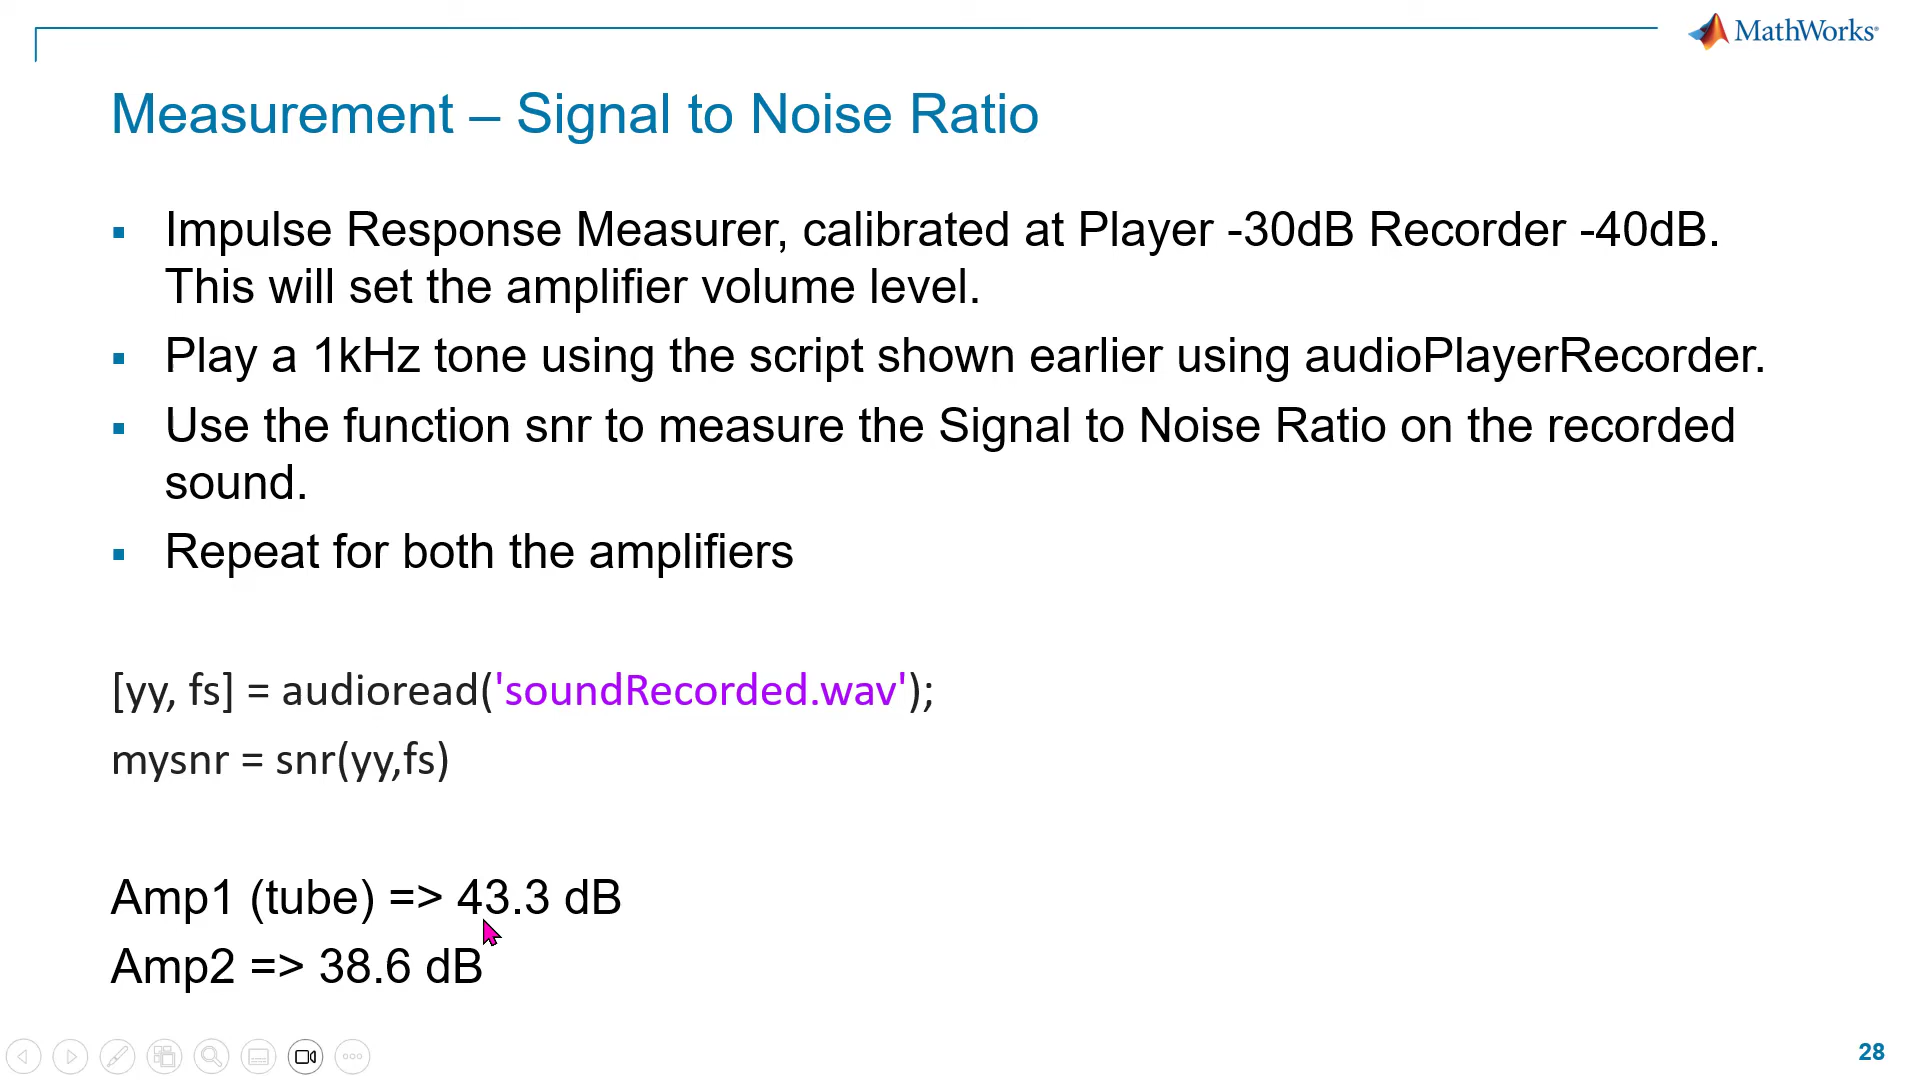 MathWorks®
Measurement – Signal to Noise Ratio
▪ Impulse Response Measurer, calibrated at Player -30dB Recorder -40dB.
This will set the amplifier volume level.
▪ Play a 1kHz tone using the script shown earlier using audioPlayerRecorder.
▪ Use the function snr to measure the Signal to Noise Ratio on the recorded
sound.
▪ Repeat for both the amplifiers
[yy, fs] = audioread('soundRecorded.wav');
mysnr = snr(yy,fs)
Amp1 (tube) => 43.3 dB
Amp2 => 38.6 dB
28